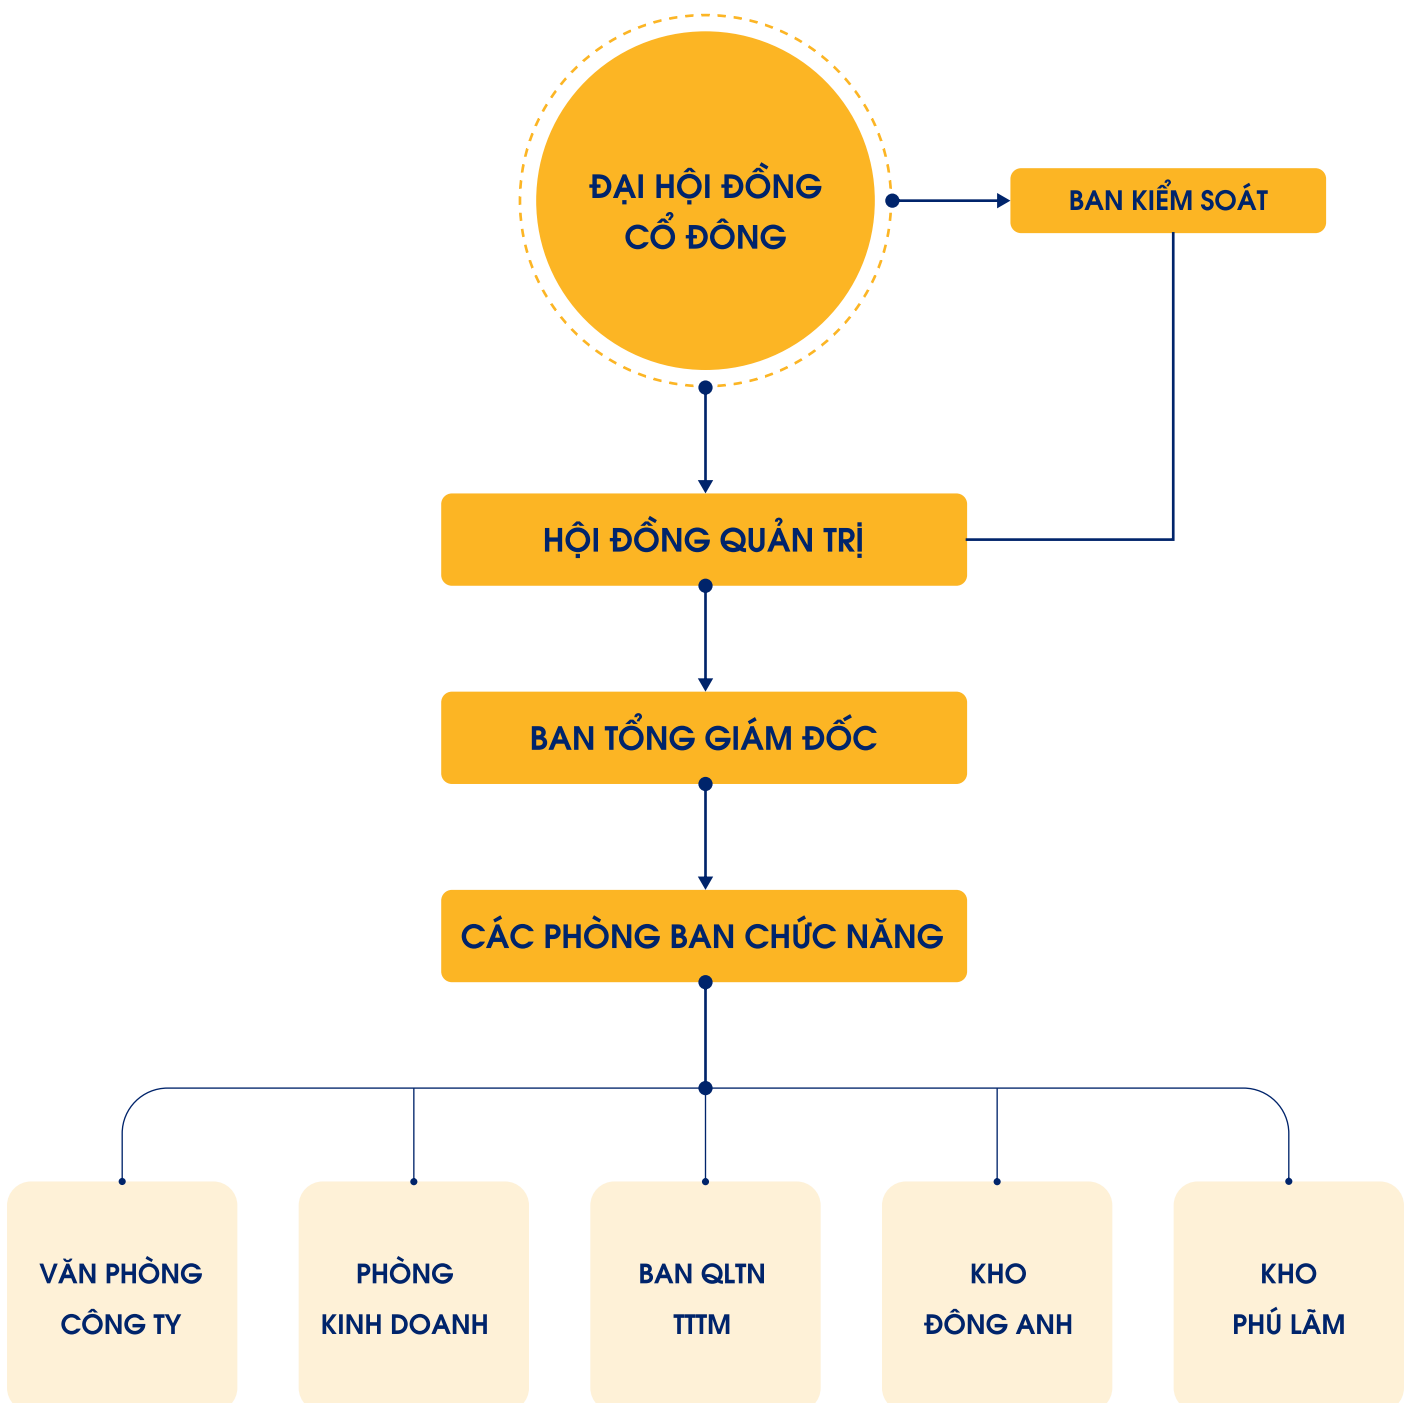 ĐẠI HỘI ĐỒNG
CỔ ĐÔNG
BAN KIỂM SOÁT
HỘI ĐỒNG QUẢN TRỊ
BAN TỔNG GIÁM ĐỐC
CÁC PHÒNG BAN CHỨC NĂNG
VĂN PHÒNG
CÔNG TY
PHÒNG
KINH DOANH
BAN QLTN
TTTM
KHO
ĐÔNG ANH
KHO
PHÚ LÃM